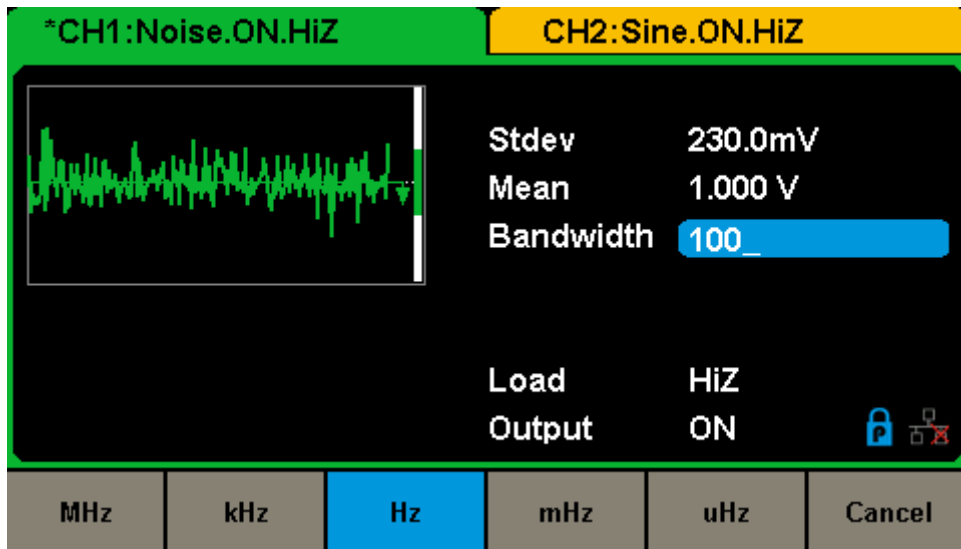 *CH1:Noise.ON.HiZ CH2:Sine.ON.HiZ
Stdev 230.0mV
Mean 1.000 V
Bandwidth 100_
Load HiZ
Output ON
P
MHz kHz Hz mHz uHz Cancel